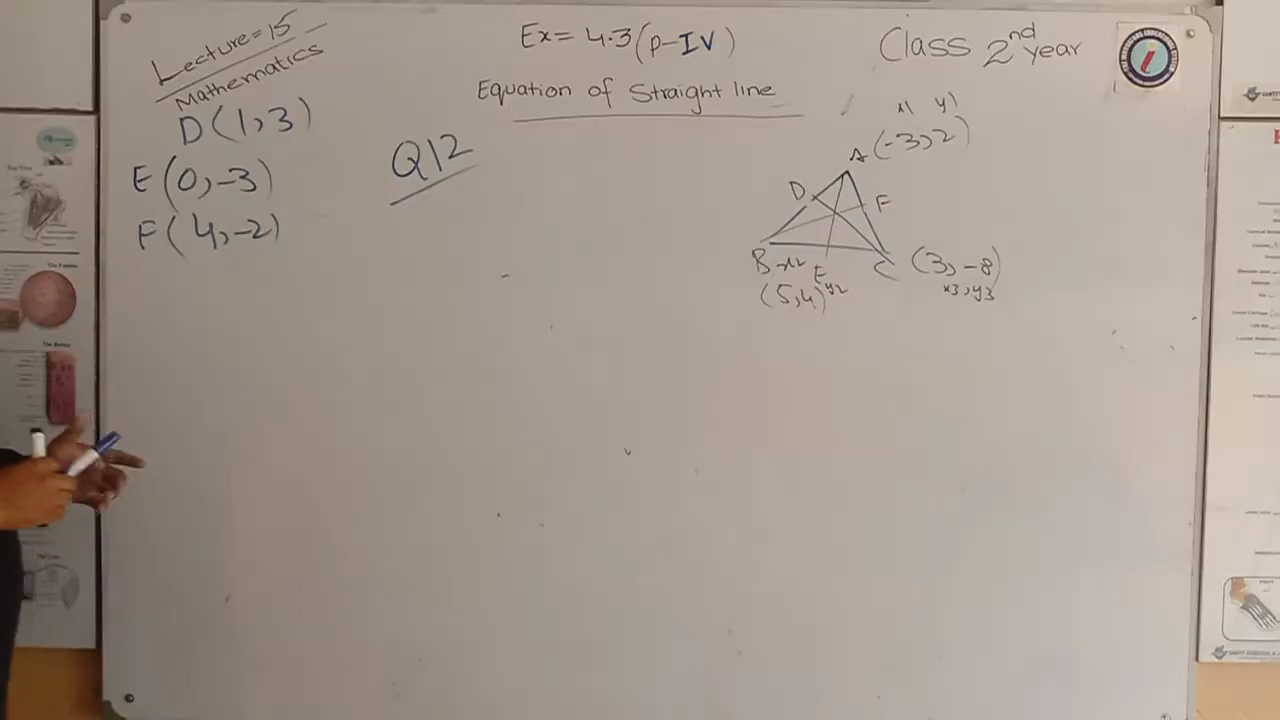 Lecture=15
Mathematics
Ex= 4.3(P-IV)
Class 2nd year
Equation of Straight line
D(1,3)
E(0,-3)
F(4,-2)
Q12
x1 y1
A(-3,2)
D
F
B x2
E
C (3,-8)
(5,4) y2
x3,y3